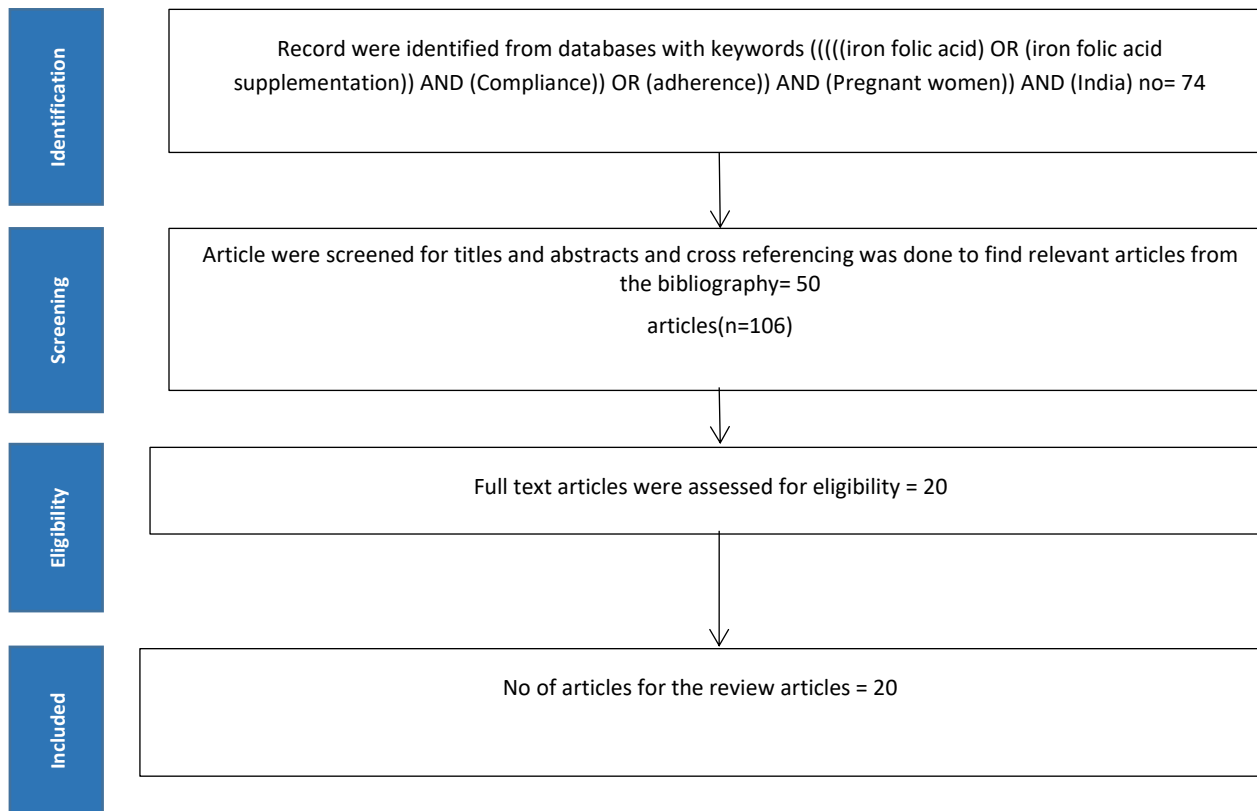 Identification
Record were identified from databases with keywords (((((iron folic acid) OR (iron folic acid
supplementation)) AND (Compliance)) OR (adherence)) AND (Pregnant women)) AND (India) no= 74
Screening
Article were screened for titles and abstracts and cross referencing was done to find relevant articles from
the bibliography= 50
articles(n=106)
Eligibility
Full text articles were assessed for eligibility = 20
Included
No of articles for the review articles = 20